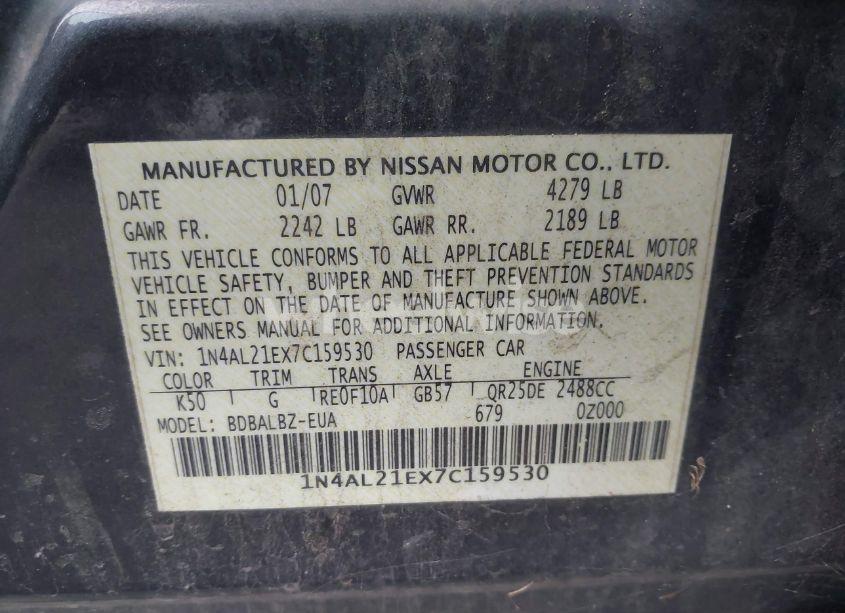 MANUFACTURED BY NISSAN MOTOR CO., LTD.
DATE 01/07 GVWR 4279 LB
GAWR FR. 2242 LB GAWR RR. 2189 LB
THIS VEHICLE CONFORMS TO ALL APPLICABLE FEDERAL MOTOR
VEHICLE SAFETY, BUMPER AND THEFT PREVENTION STANDARDS
IN EFFECT ON THE DATE OF MANUFACTURE SHOWN ABOVE.
SEE OWNERS MANUAL FOR ADDITIONAL INFORMATION.
VIN: 1N4AL21EX7C159530 PASSENGER CAR
COLOR TRIM TRANS AXLE ENGINE
K50 G RE0F10A GB57 QR25DE 2488CC
MODEL: BDBALBZ-EUA 679 0Z000
1N4AL21EX7C159530